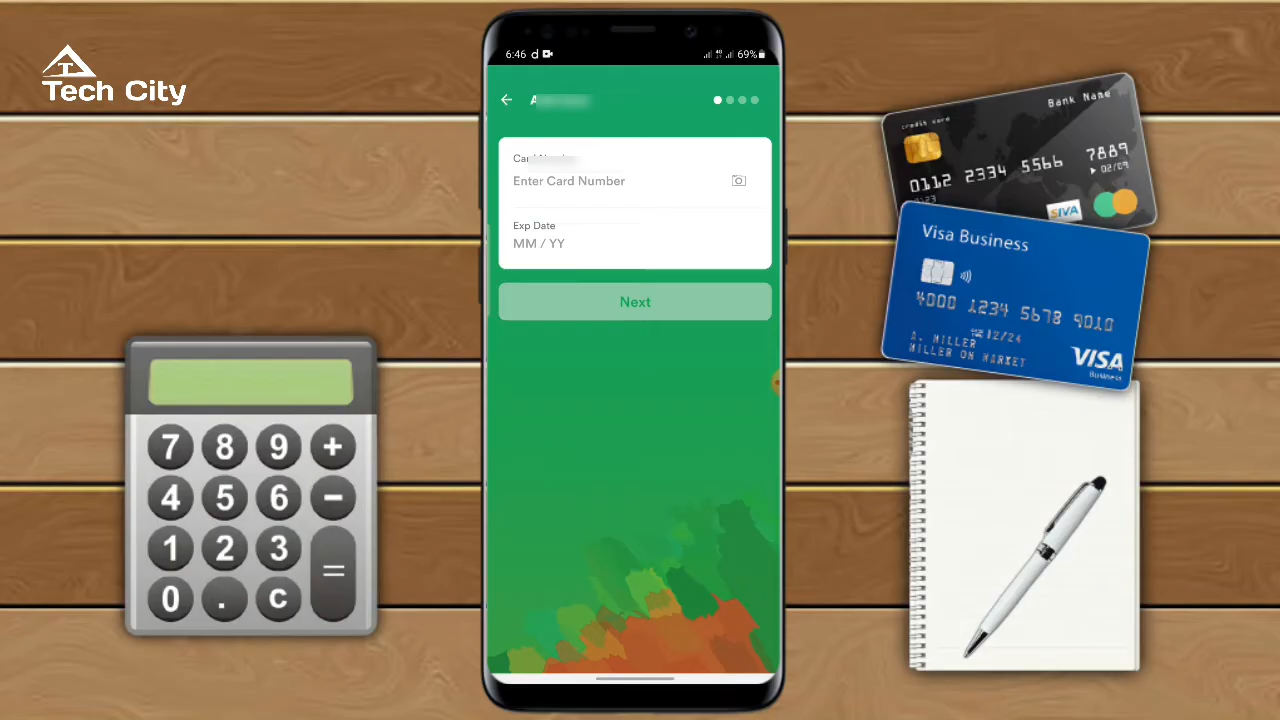 Tech City
6:46
69%
Enter Card Number
Exp Date
MM / YY
Next
7 8 9 +
4 5 6 −
1 2 3
0 . C =
Bank Name
credit card
0112 2334 5566 7889
02/09
0123
SIVA
Visa Business
4000 1234 5678 9010
12/24
A. MILLER
MILLER ON MARKET
VISA
Business